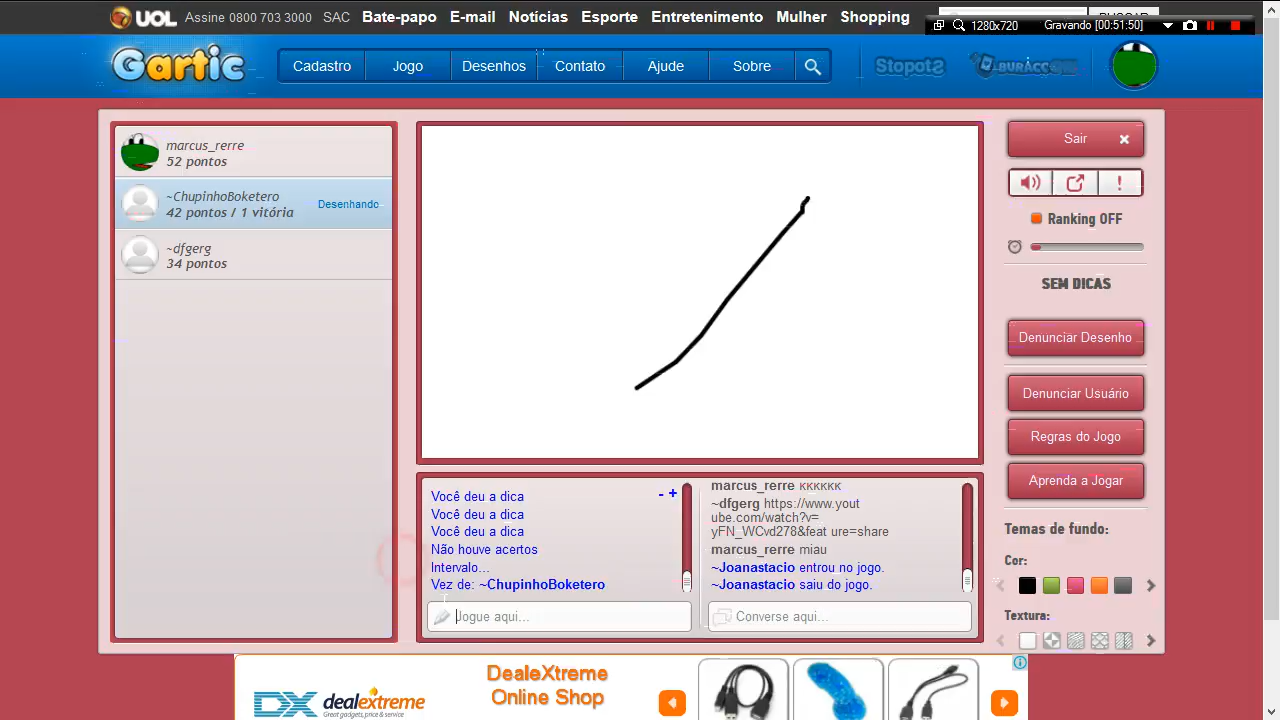 UOL Assine 0800 703 3000 SAC Bate-papo E-mail Notícias Esporte Entretenimento Mulher Shopping
1280x720 Gravando [00:51:50]
Gartic Cadastro Jogo Desenhos Contato Ajuda Sobre Stopots
marcus_rerre
52 pontos
~ChupinhoBoketero
42 pontos / 1 vitória
Desenhando
~dfgerg
34 pontos
Sair
Ranking OFF
SEM DICAS
Denunciar Desenho
Denunciar Usuário
Regras do Jogo
Aprenda a Jogar
Temas de fundo:
Cor:
Textura:
Você deu a dica
- +
Você deu a dica
Você deu a dica
Não houve acertos
Intervalo...
Vez de: ~ChupinhoBoketero
Jogue aqui...
marcus_rerre kkkkkk
~dfgerg https://www.yout
ube.com/watch?v=
yFN_WCvd278&feat ure=share
marcus_rerre miau
~Joanastacio entrou no jogo.
~Joanastacio saiu do jogo.
Converse aqui...
DX dealextreme
Great gadgets, price & service
DealeXtreme
Online Shop